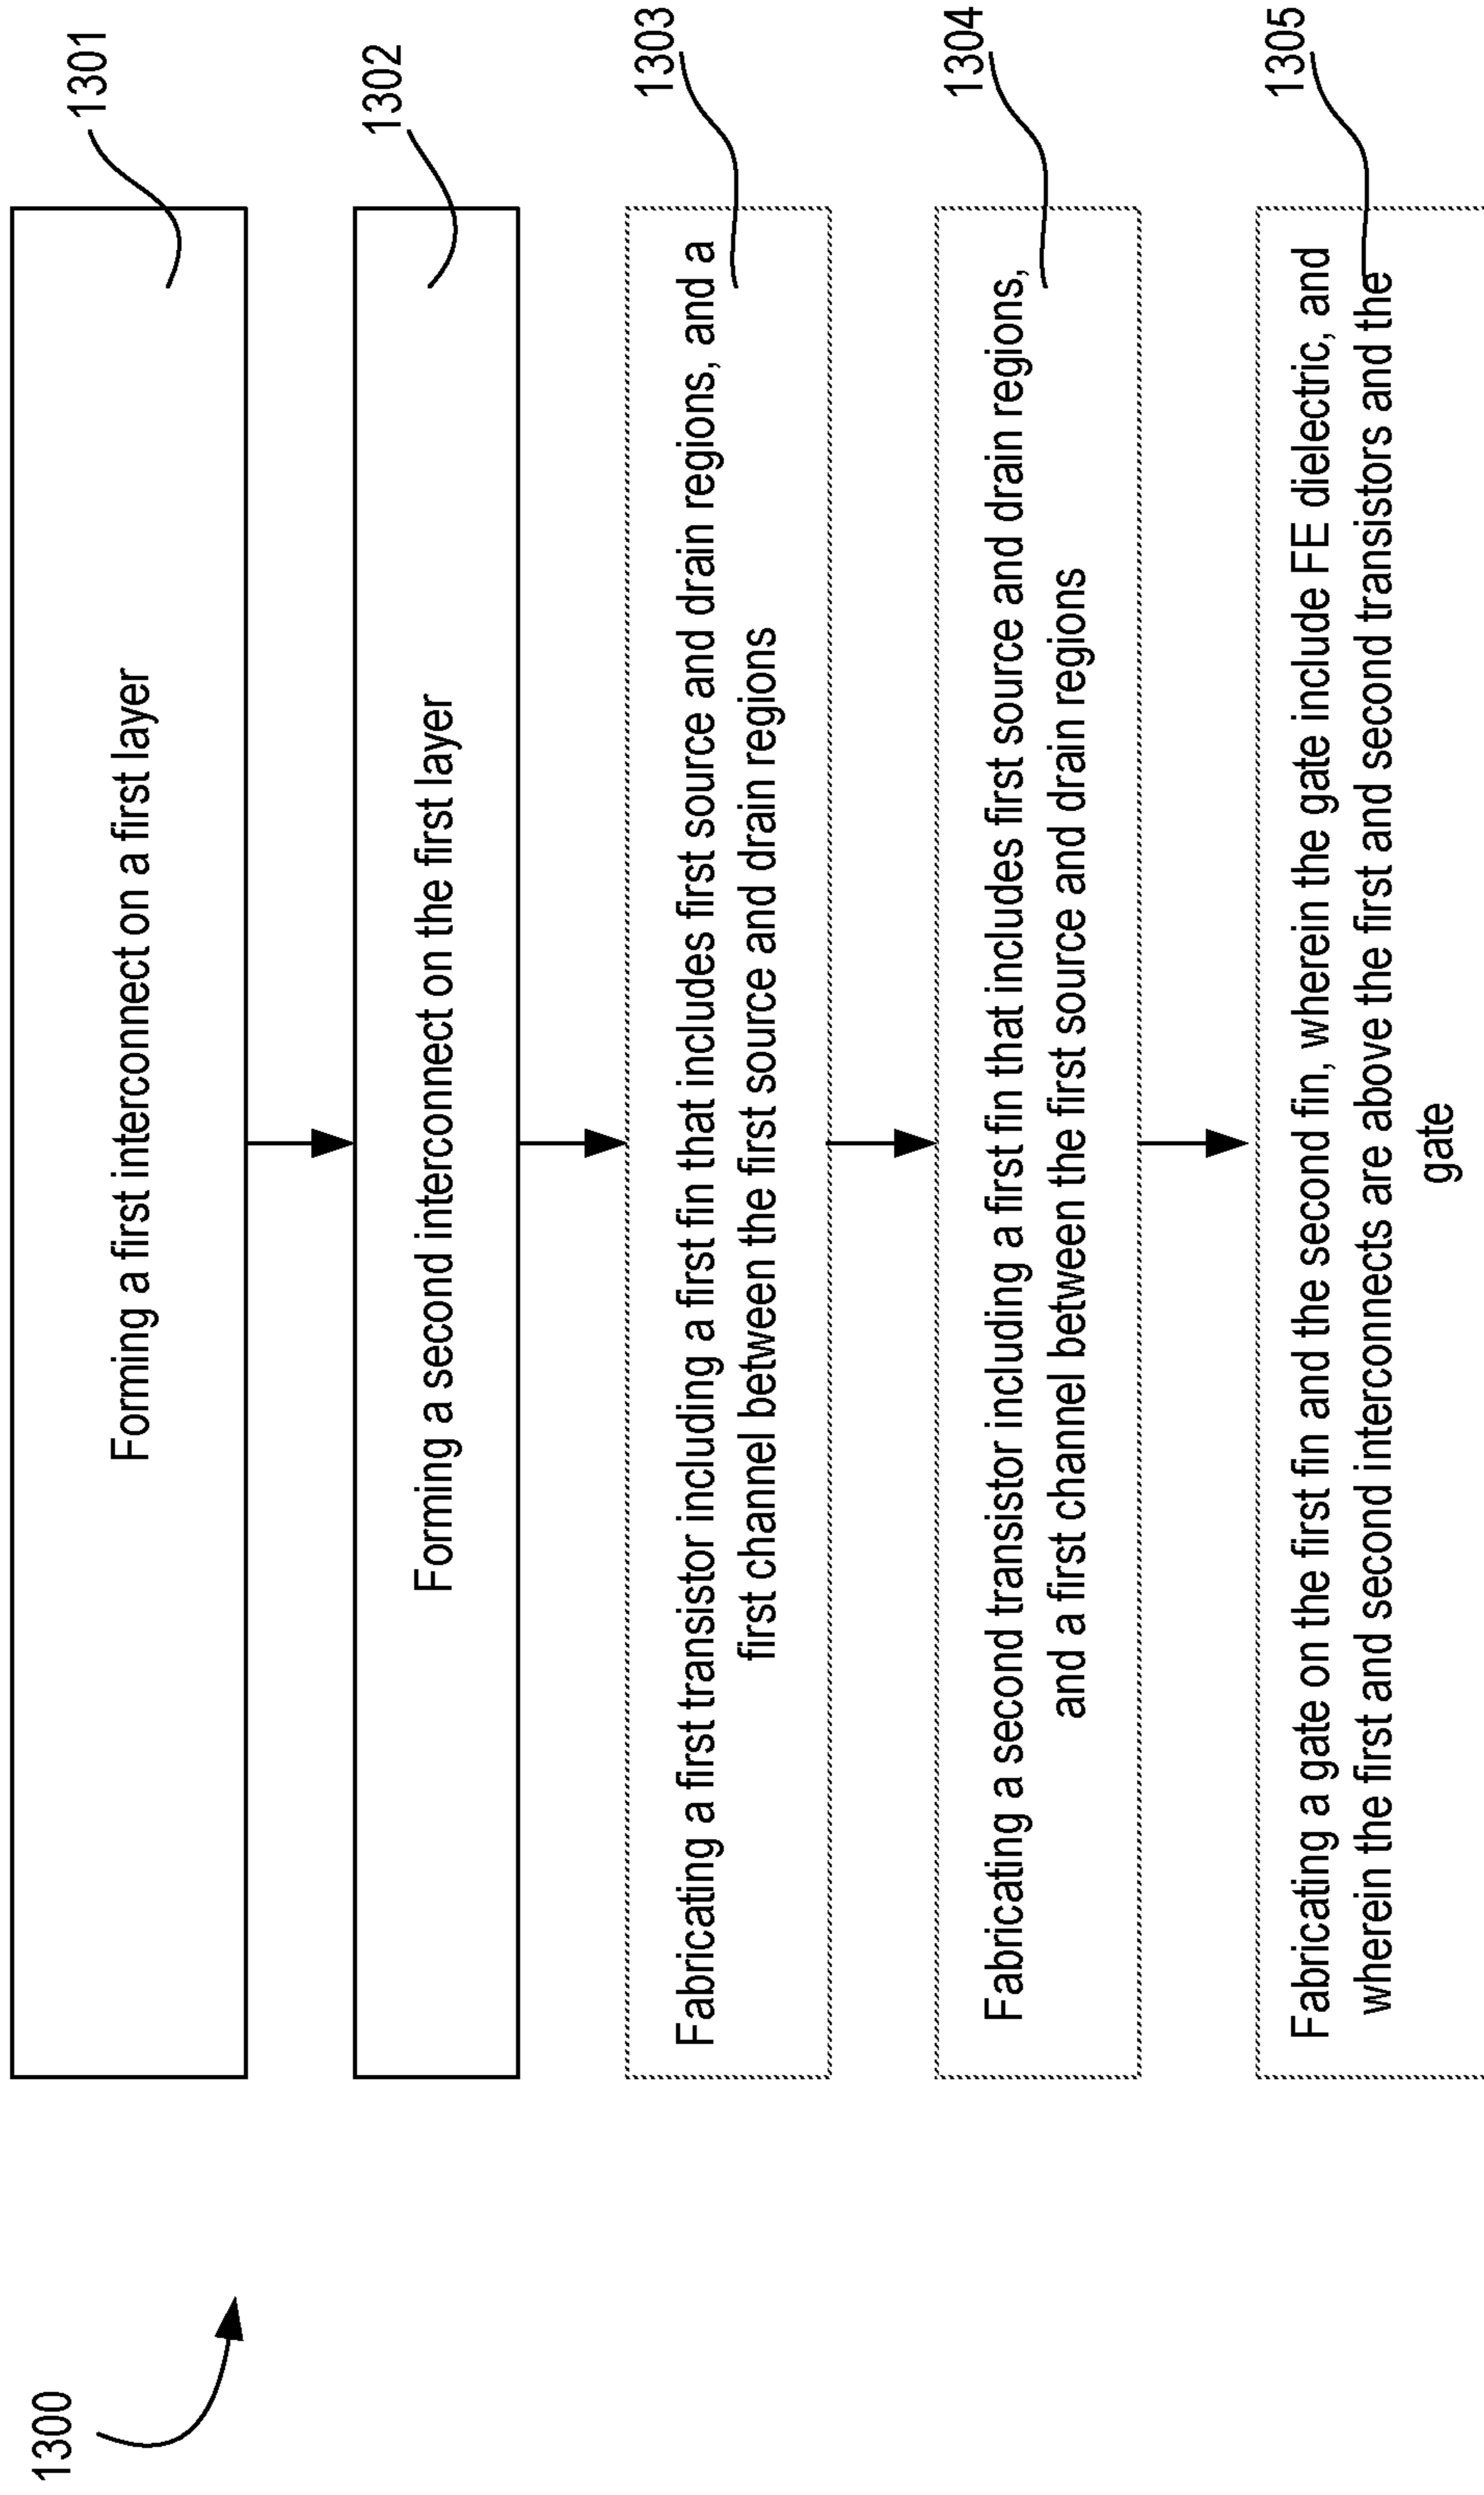 1300
1301
Forming a first interconnect on a first layer
1302
Forming a second interconnect on the first layer
1303
Fabricating a first transistor including a first fin that includes first source and drain regions, and a
first channel between the first source and drain regions
1304
Fabricating a second transistor including a first fin that includes first source and drain regions,
and a first channel between the first source and drain regions
1305
Fabricating a gate on the first fin and the second fin, wherein the gate include FE dielectric, and
wherein the first and second interconnects are above the first and second transistors and the
gate